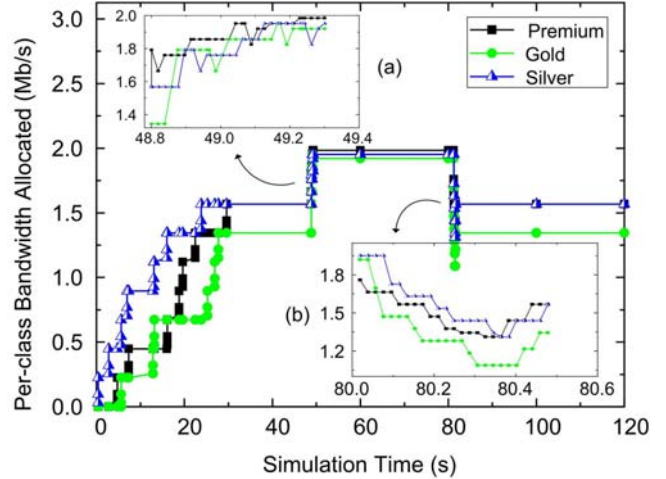 Per-class Bandwidth Allocated (Mb/s)
3.0
2.5
2.0
1.5
1.0
0.5
0.0
0 20 40 60 80 100 120
Simulation Time (s)
Premium
Gold
Silver
2.0
1.8
1.6
1.4
48.8 49.0 49.2 49.4
(a)
1.8
1.5
1.2
80.0 80.2 80.4 80.6
(b)